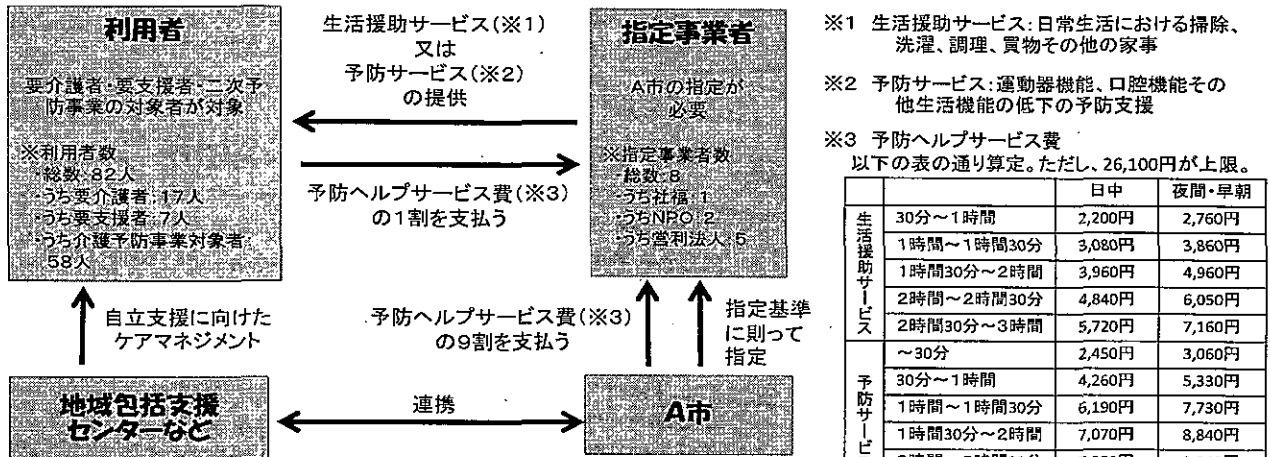 利用者
要介護者・要支援者・二次予
防事業の対象者が対象
※利用者数
・総数:82人
・うち要介護者:17人
・うち要支援者:7人
・うち介護予防事業対象者:
58人
生活援助サービス(※1)
又は
予防サービス(※2)
の提供
予防ヘルプサービス費(※3)
の1割を支払う
指定事業者
A市の指定が
必要
※指定事業者数
・総数:8
・うち社福:1
・うちNPO:2
・うち営利法人:5
自立支援に向けた
ケアマネジメント
予防ヘルプサービス費(※3)
の9割を支払う
指定基準
に則って
指定
地域包括支援
センターなど
連携
A市
※1 生活援助サービス:日常生活における掃除、
洗濯、調理、買物その他の家事
※2 予防サービス:運動器機能、口腔機能その
他生活機能の低下の予防支援
※3 予防ヘルプサービス費
以下の表の通り算定。ただし、26,100円が上限。
日中 夜間・早朝
生活援助サービス
30分～1時間 2,200円 2,760円
1時間～1時間30分 3,080円 3,860円
1時間30分～2時間 3,960円 4,960円
2時間～2時間30分 4,840円 6,050円
2時間30分～3時間 5,720円 7,160円
予防サービ
～30分 2,450円 3,060円
30分～1時間 4,260円 5,330円
1時間～1時間30分 6,190円 7,730円
1時間30分～2時間 7,070円 8,840円